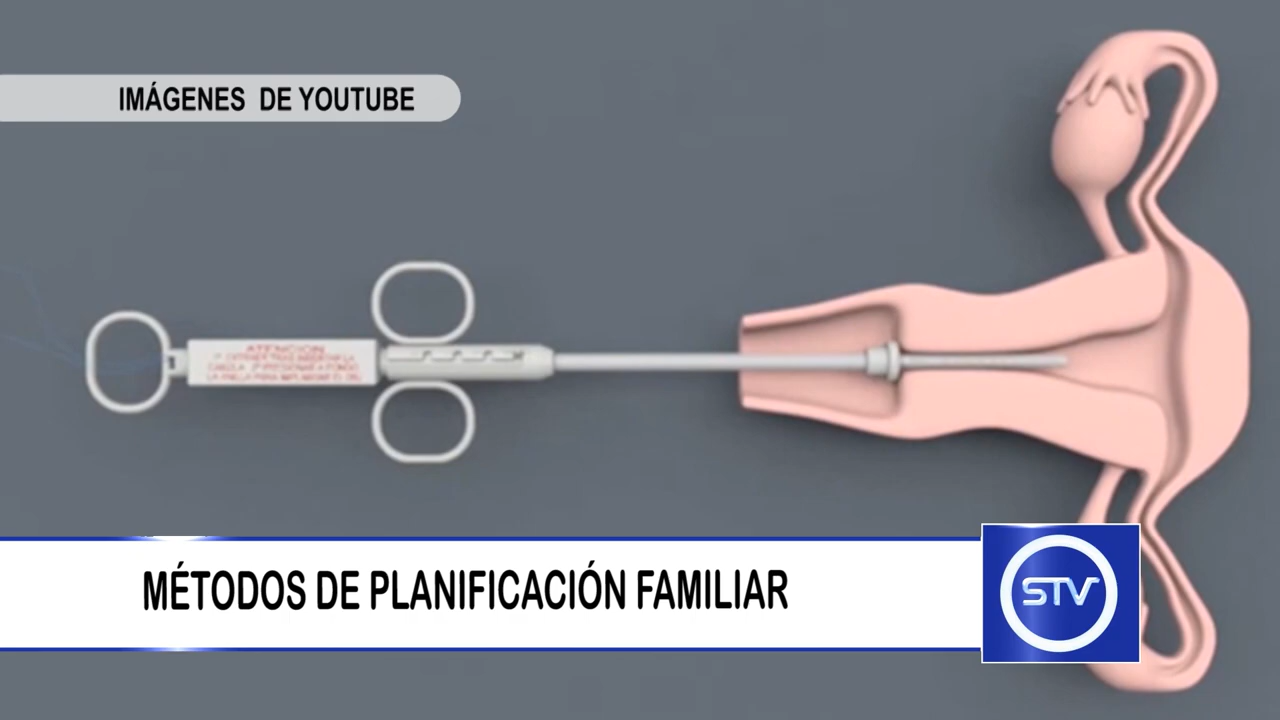 IMÁGENES DE YOUTUBE
ATENCION
MÉTODOS DE PLANIFICACIÓN FAMILIAR
STV